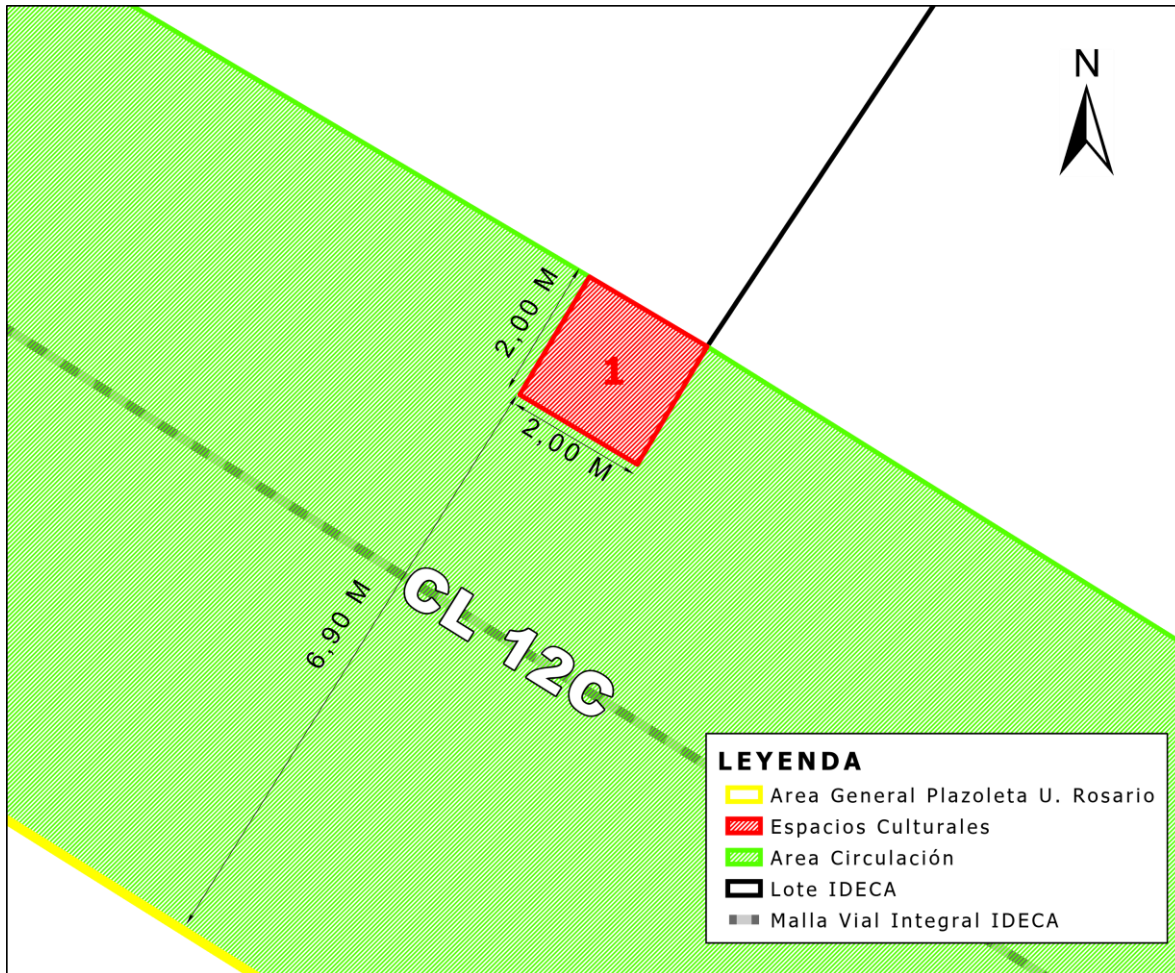 N
2,00 M
1
2,00 M
6,90 M
CL 12C
LEYENDA
Area General Plazoleta U. Rosario
Espacios Culturales
Area Circulación
Lote IDECA
Malla Vial Integral IDECA